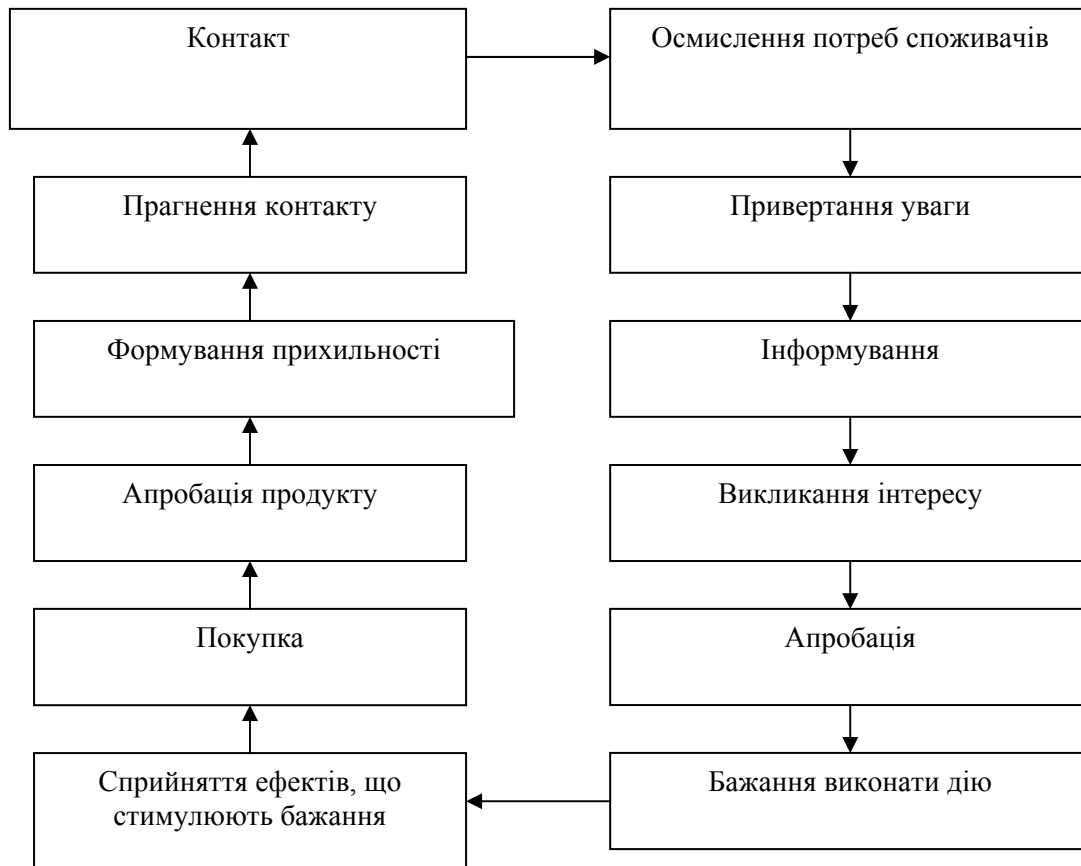 Контакт
Осмислення потреб споживачів
Прагнення контакту
Привертання уваги
Формування прихильності
Інформування
Апробація продукту
Викликання інтересу
Покупка
Апробація
Сприйняття ефектів, що
стимулюють бажання
Бажання виконати дію